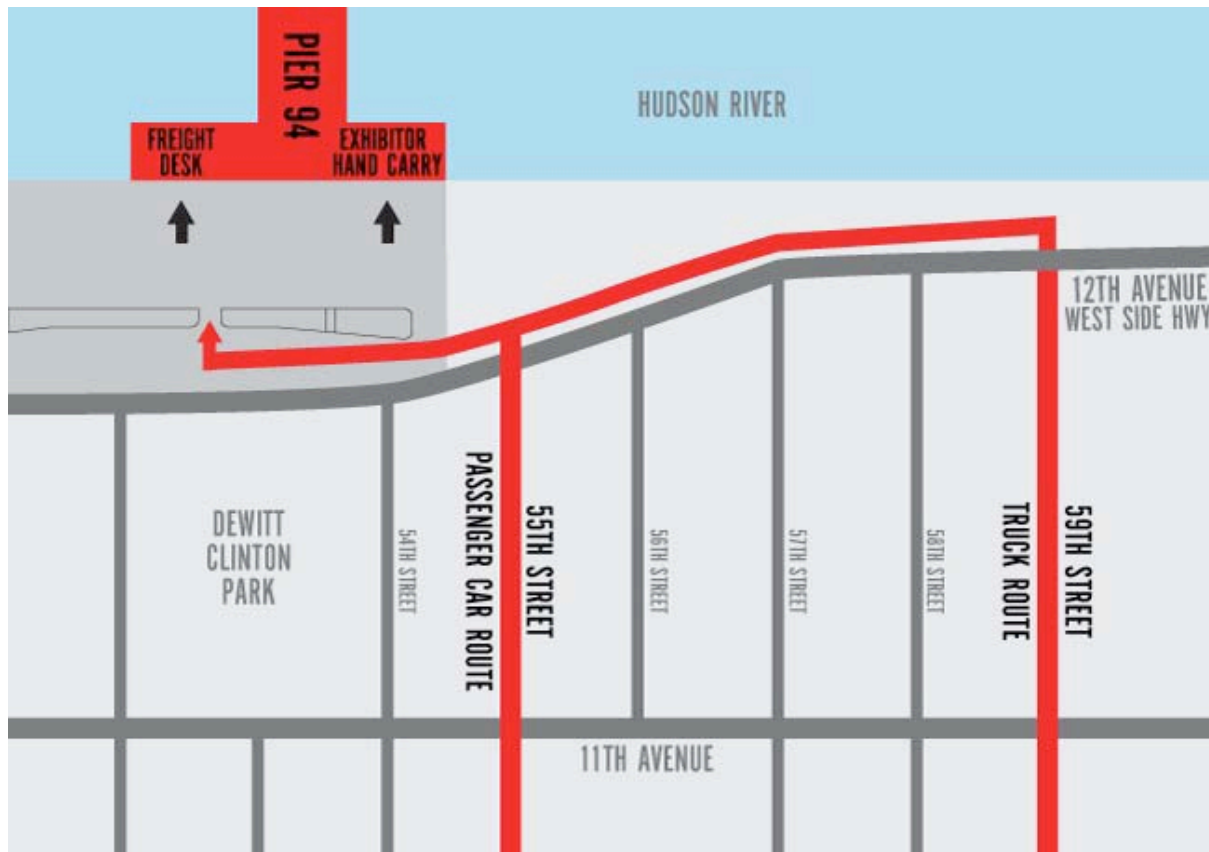 PIER 94
FREIGHT
DESK
EXHIBITOR
HAND CARRY
HUDSON RIVER
12TH AVENUE
WEST SIDE HWY
DEWITT
CLINTON
PARK
54TH STREET
PASSENGER CAR ROUTE
55TH STREET
56TH STREET
57TH STREET
58TH STREET
TRUCK ROUTE
59TH STREET
11TH AVENUE